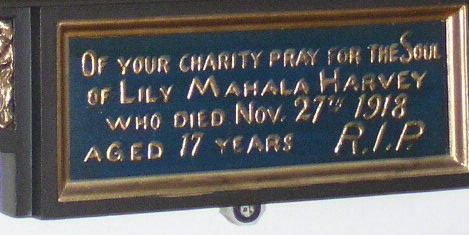 OF YOUR CHARITY PRAY FOR THE SOUL
OF LILY MAHALA HARVEY
WHO DIED NOV. 27TH 1918
AGED 17 YEARS R.I.P.